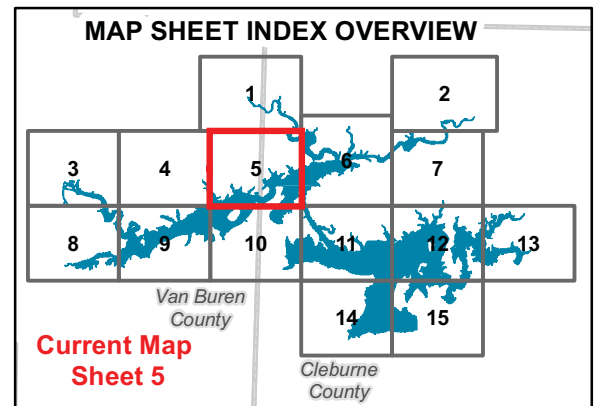 MAP SHEET INDEX OVERVIEW
1
2
3
4
5
6
7
8
9
10
11
12
13
14
15
Van Buren
County
Current Map
Sheet 5
Cleburne
County